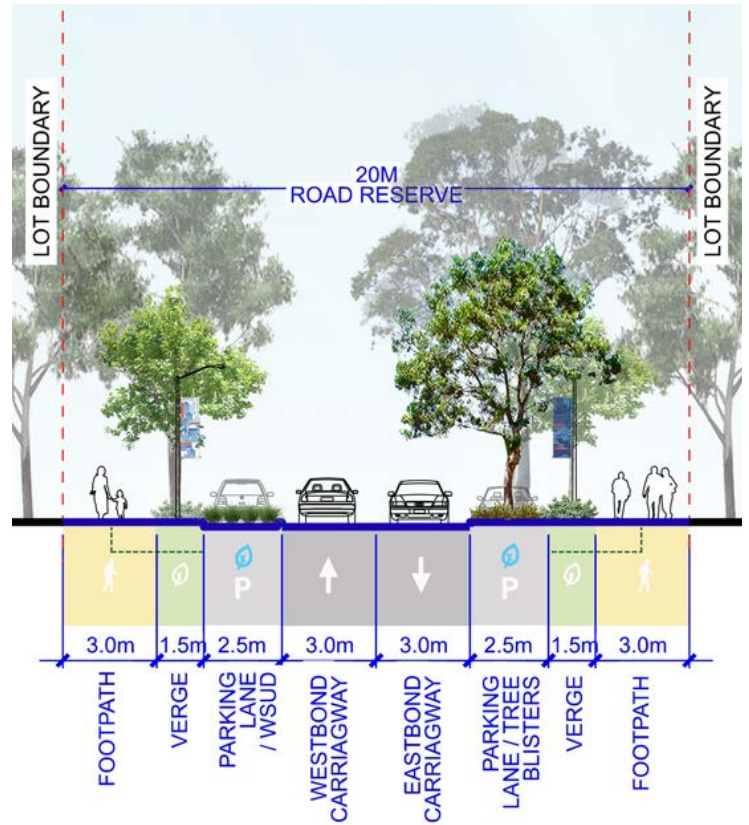 LOT BOUNDARY
LOT BOUNDARY
20M
ROAD RESERVE
P
P
3.0m
1.5m
2.5m
3.0m
3.0m
2.5m
1.5m
3.0m
FOOTPATH
VERGE
PARKING
LANE
/ WSUD
WESTBOND
CARRIAGWAY
EASTBOND
CARRIAGWAY
PARKING
LANE / TREE
BLISTERS
VERGE
FOOTPATH